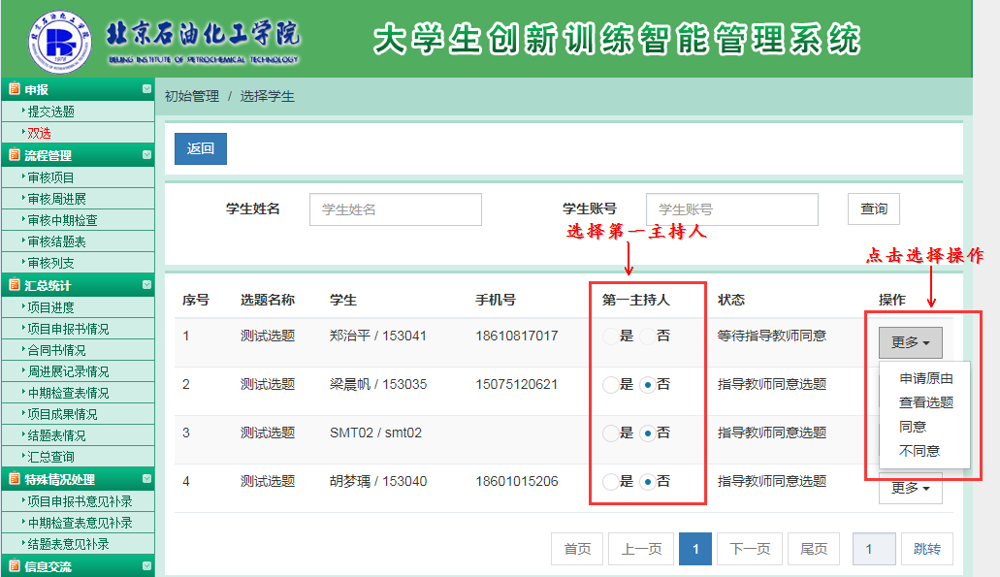 北京石油化工学院
BEIJING INSTITUTE OF PETROCHEMICAL TECHNOLOGY
大学生创新训练智能管理系统
申报
提交选题
双选
流程管理
审核项目
审核周进展
审核中期检查
审核结题表
审核列支
汇总统计
项目进度
项目申报书情况
合同书情况
周进展记录情况
中期检查表情况
项目成果情况
结题表情况
汇总查询
特殊情况处理
项目申报书意见补录
中期检查表意见补录
结题表意见补录
信息交流
初始管理 / 选择学生
返回
学生姓名 学生姓名 学生账号 学生账号 查询
选择第一主持人
点击选择操作
序号 选题名称 学生 手机号 第一主持人 状态 操作
1 测试选题 郑治平 / 153041 18610817017 是 否 等待指导教师同意 更多
2 测试选题 梁晨帆 / 153035 15075120621 是 否 指导教师同意选题
3 测试选题 SMT02 / smt02 是 否 指导教师同意选题
4 测试选题 胡梦瑀 / 153040 18601015206 是 否 指导教师同意选题 更多
申请原由
查看选题
同意
不同意
首页 上一页 1 下一页 尾页 1 跳转